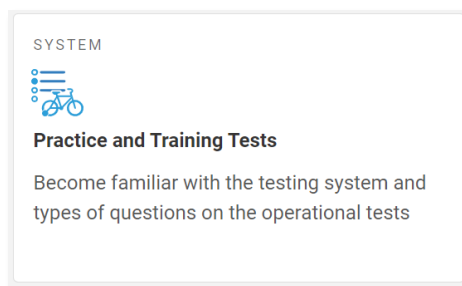 SYSTEM
Practice and Training Tests
Become familiar with the testing system and
types of questions on the operational tests